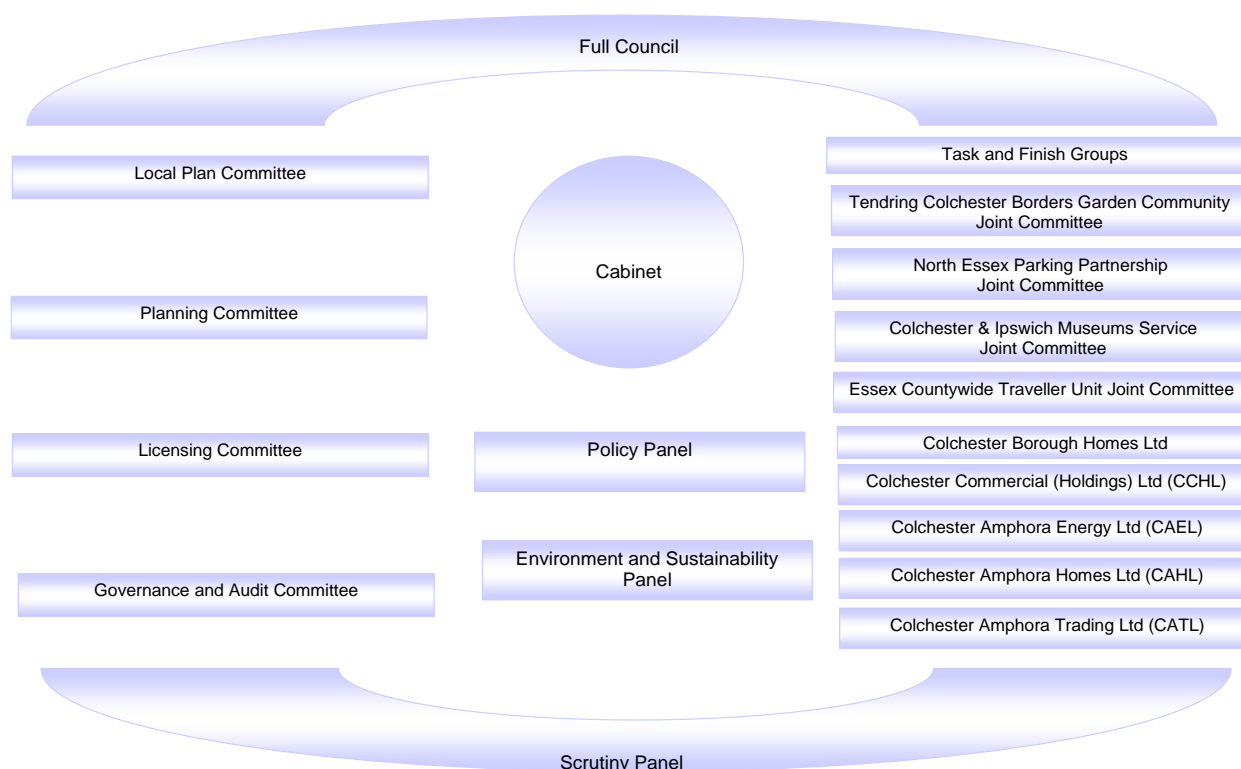 Full Council
Local Plan Committee
Planning Committee
Licensing Committee
Governance and Audit Committee
Cabinet
Policy Panel
Environment and Sustainability
Panel
Task and Finish Groups
Tendring Colchester Borders Garden Community
Joint Committee
North Essex Parking Partnership
Joint Committee
Colchester & Ipswich Museums Service
Joint Committee
Essex Countywide Traveller Unit Joint Committee
Colchester Borough Homes Ltd
Colchester Commercial (Holdings) Ltd (CCHL)
Colchester Amphora Energy Ltd (CAEL)
Colchester Amphora Homes Ltd (CAHL)
Colchester Amphora Trading Ltd (CATL)
Scrutiny Panel